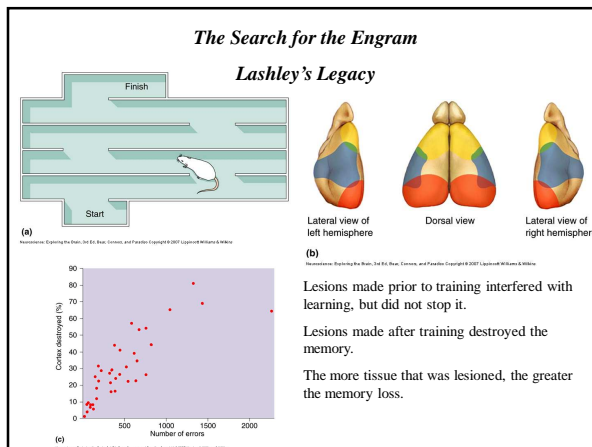 The Search for the Engram
Lashley's Legacy
Finish
Start
(a)
Neuroscience: Exploring the Brain, 3rd Ed, Bear, Connors, and Paradiso Copyright © 2007 Lippincott Williams & Wilkins
Lateral view of
left hemisphere
Dorsal view
Lateral view of
right hemispher
(b)
Neuroscience: Exploring the Brain, 3rd Ed, Bear, Connors, and Paradiso Copyright © 2007 Lippincott Williams & Wilkins
90
80
70
60
50
40
30
20
10
0
Cortex destroyed (%)
500
1000
1500
2000
Number of errors
(c)
Lesions made prior to training interfered with
learning, but did not stop it.
Lesions made after training destroyed the
memory.
The more tissue that was lesioned, the greater
the memory loss.